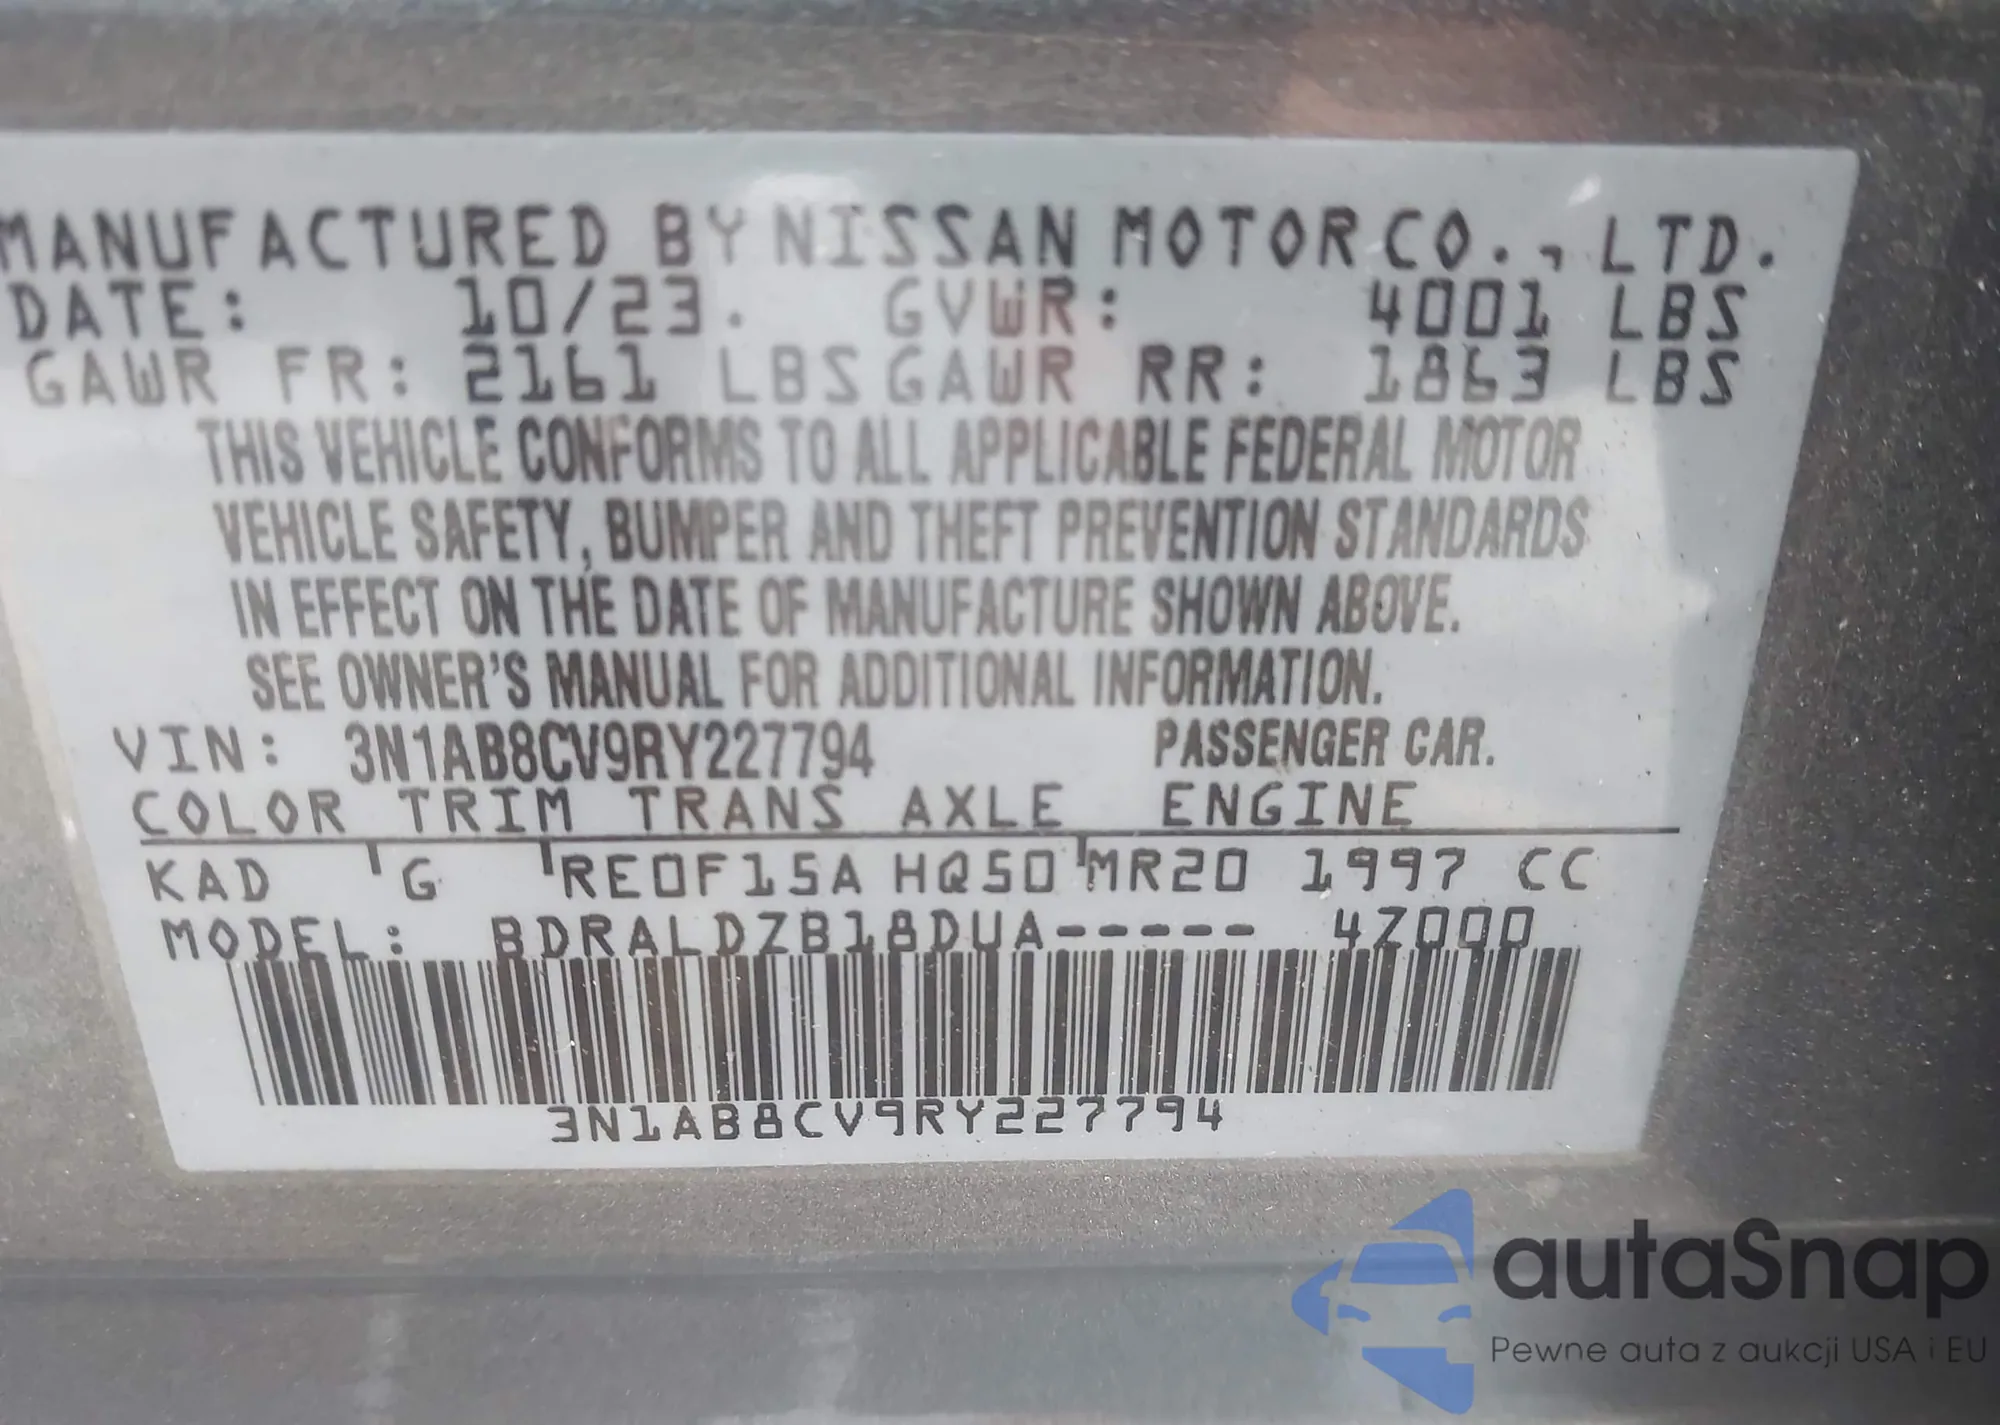 MANUFACTURED BY NISSAN MOTOR CO., LTD.
DATE: 10/23. GVWR: 4001 LBS
GAWR FR: 2161 LBS GAWR RR: 1863 LBS
THIS VEHICLE CONFORMS TO ALL APPLICABLE FEDERAL MOTOR
VEHICLE SAFETY, BUMPER AND THEFT PREVENTION STANDARDS
IN EFFECT ON THE DATE OF MANUFACTURE SHOWN ABOVE.
SEE OWNER'S MANUAL FOR ADDITIONAL INFORMATION.
VIN: 3N1AB8CV9RY227794 PASSENGER CAR.
COLOR TRIM TRANS AXLE ENGINE
KAD G RE0F15A HQ50 MR20 1997 CC
MODEL: BDRALDZB18DUA----- 4Z000
3N1AB8CV9RY227794
autaSnap
Pewne auta z aukcji USA i EU